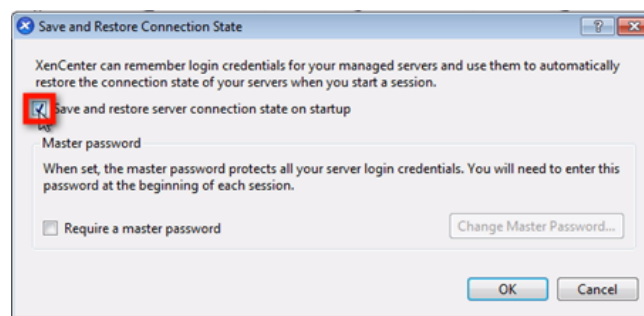 Save and Restore Connection State
XenCenter can remember login credentials for your managed servers and use them to automatically
restore the connection state of your servers when you start a session.
Save and restore server connection state on startup
Master password
When set, the master password protects all your server login credentials. You will need to enter this
password at the beginning of each session.
Require a master password
Change Master Password...
OK
Cancel